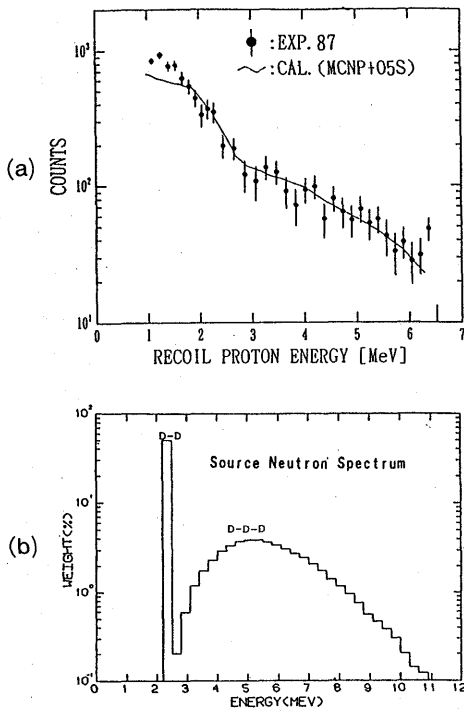 (a)
COUNTS
10³
10²
10¹
:EXP. 87
:CAL. (MCNP+O5S)
0 1 2 3 4 5 6 7
RECOIL PROTON ENERGY [MeV]
(b)
WEIGHT(%)
10²
10¹
10⁰
10⁻¹
D-D
Source Neutron Spectrum
D-D-D
0 1 2 3 4 5 6 7 8 9 10 11 12
ENERGY(MEV)